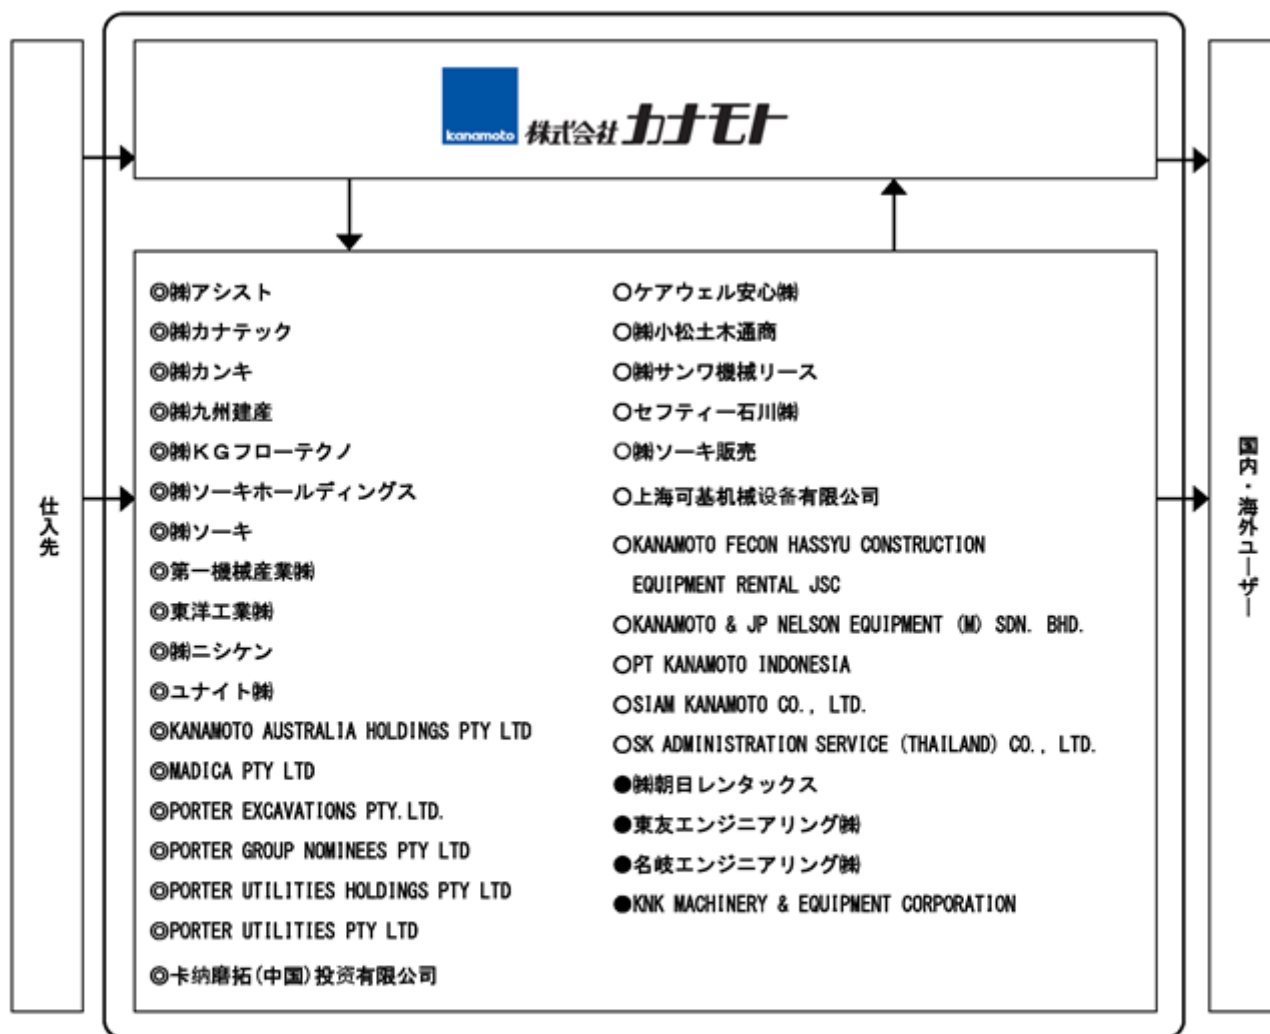 kanamoto 株式会社カナモト
仕入先
◎㈱アシスト
◎㈱カナテック
◎㈱カンキ
◎㈱九州建産
◎㈱KGフローテクノ
◎㈱ソーキホールディングス
◎㈱ソーキ
◎第一機械産業㈱
◎東洋工業㈱
◎㈱ニシケン
◎ユナイト㈱
◎KANAMOTO AUSTRALIA HOLDINGS PTY LTD
◎MADICA PTY LTD
◎PORTER EXCAVATIONS PTY.LTD.
◎PORTER GROUP NOMINEES PTY LTD
◎PORTER UTILITIES HOLDINGS PTY LTD
◎PORTER UTILITIES PTY LTD
◎卡纳磨拓(中国)投资有限公司
○ケアウェル安心㈱
○㈱小松土木通商
○㈱サンワ機械リース
○セフティー石川㈱
○㈱ソーキ販売
○上海可基机械设备有限公司
○KANAMOTO FECON HASSYU CONSTRUCTION
EQUIPMENT RENTAL JSC
○KANAMOTO & JP NELSON EQUIPMENT (M) SDN. BHD.
○PT KANAMOTO INDONESIA
○SIAM KANAMOTO CO., LTD.
○SK ADMINISTRATION SERVICE (THAILAND) CO., LTD.
●㈱朝日レンタックス
●東友エンジニアリング㈱
●名岐エンジニアリング㈱
●KNK MACHINERY & EQUIPMENT CORPORATION
国内・海外ユーザー